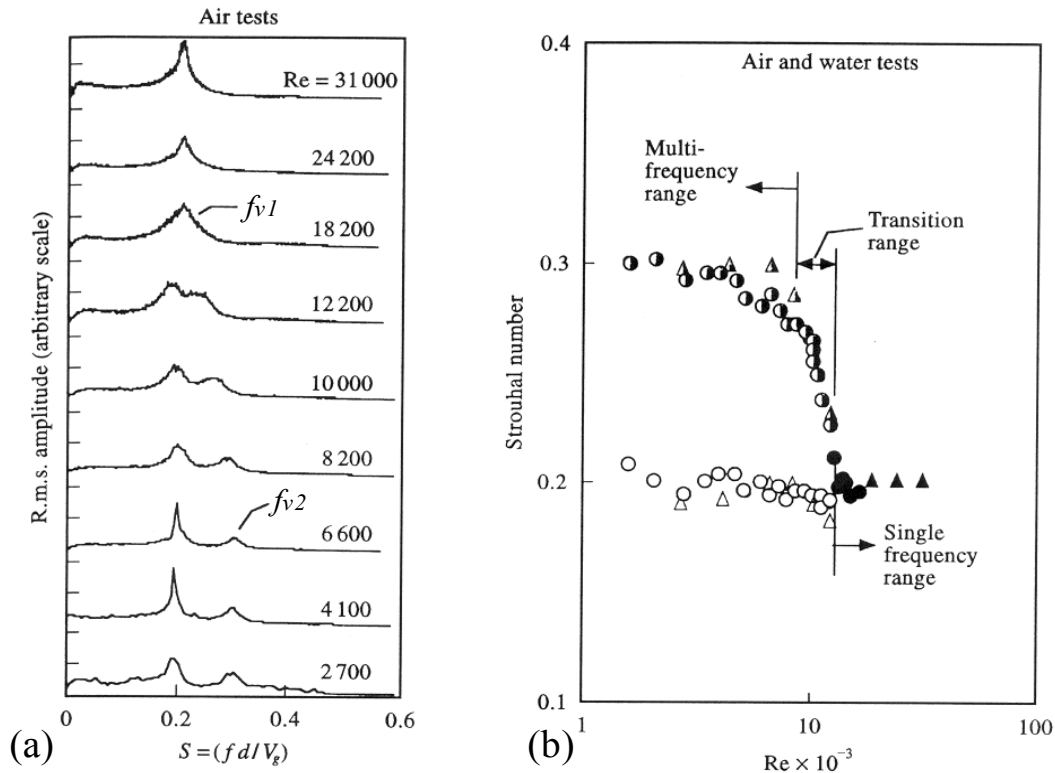 Air tests
Re = 31 000
24 200
fv1
18 200
12 200
10 000
8 200
fv2
6 600
4 100
2 700
R.m.s. amplitude (arbitrary scale)
0
0.2
0.4
0.6
S = (fd/Vg)
(a)
0.4
Air and water tests
Multi-
frequency
range
Transition
range
0.3
Strouhal number
0.2
Single
frequency
range
0.1
1
10
100
Re × 10⁻³
(b)